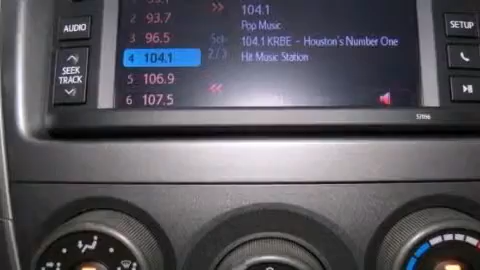 AUDIO
SEEK
TRACK
2 93.7
3 96.5
4 104.1
5 106.9
6 107.5
2/3
104.1
Pop Music
104.1 KRBE - Houston's Number One
Hit Music Station
SETUP